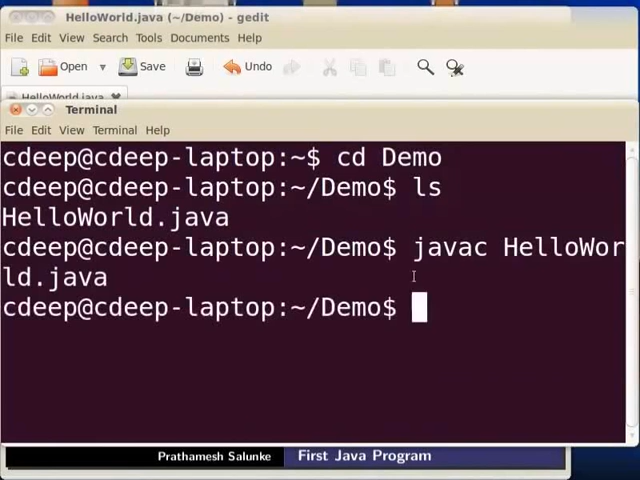 HelloWorld.java (~/Demo) - gedit
File Edit View Search Tools Documents Help
Open Save Undo
HelloWorld.java
Terminal
File Edit View Terminal Help
cdeep@cdeep-laptop:~$ cd Demo
cdeep@cdeep-laptop:~/Demo$ ls
HelloWorld.java
cdeep@cdeep-laptop:~/Demo$ javac HelloWor
ld.java
cdeep@cdeep-laptop:~/Demo$
Prathamesh Salunke First Java Program